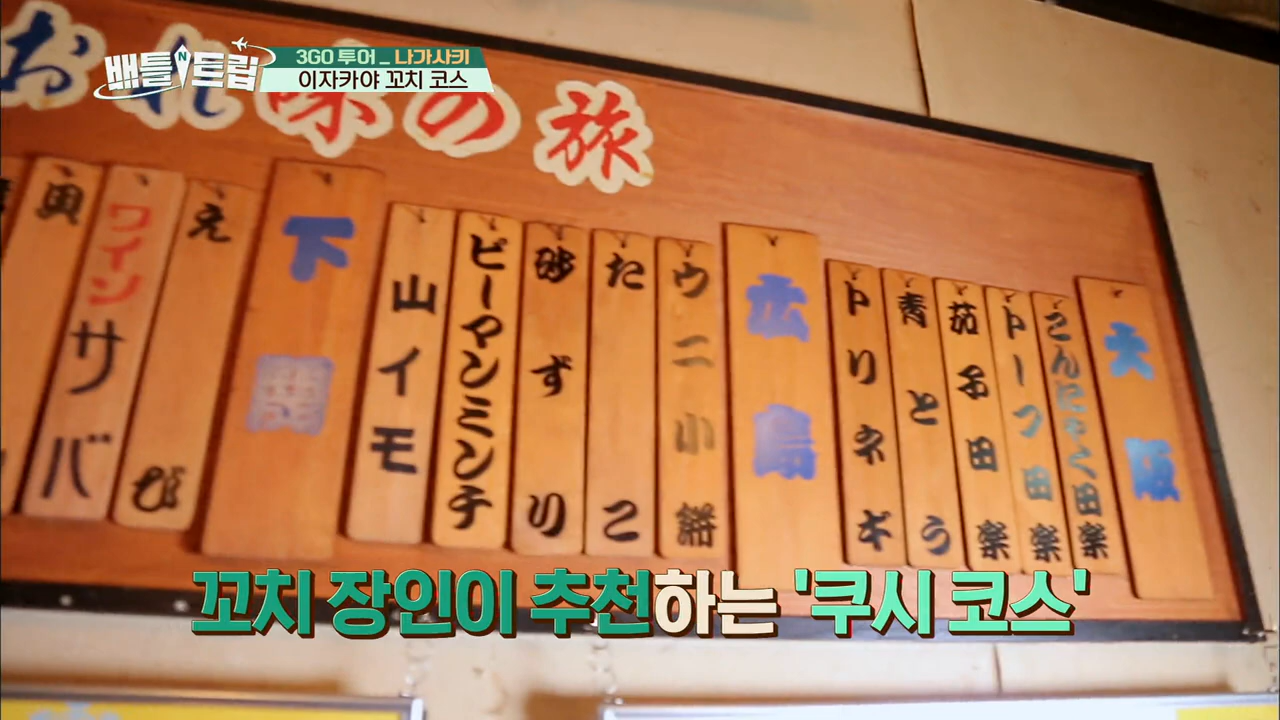 배틀트립
3GO 투어 _ 나가사키
이자카야 꼬치 코스
味の旅
大阪
こんにゃく田楽
トーフ田楽
茄子田楽
青とう
トリネギ
広島
ウニ小餅
たこ
砂ずり
ピーマンミンチ
山イモ
下関
えび
ワインサバ
꼬치 장인이 추천하는 '쿠시 코스'